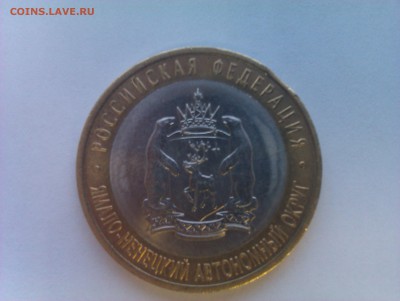 COINS.LAVE.RU
РОССИЙСКАЯ ФЕДЕРАЦИЯ
ЯМАЛО-НЕНЕЦКИЙ АВТОНОМНЫЙ ОКРУГ